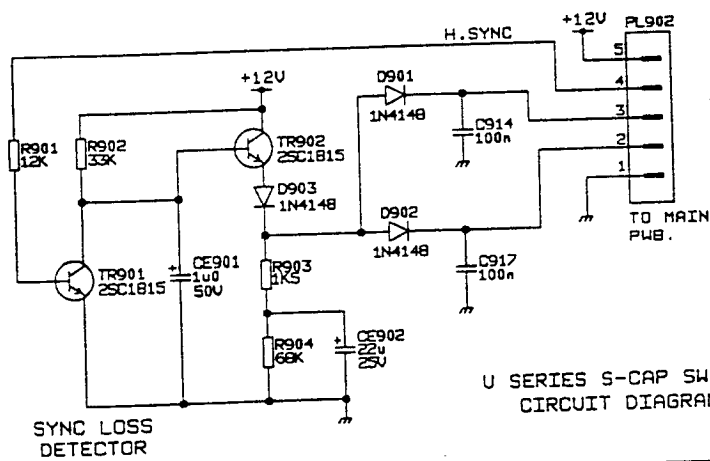 +12V
PL902
H.SYNC
5
4
3
2
1
TO MAIN
PWB.
+12V
D901
1N4148
C914
100n
R901
12K
R902
33K
TR902
2SC1815
D903
1N4148
D902
1N4148
C917
100n
TR901
2SC1815
CE901
1u0
50V
R903
1K5
R904
68K
CE902
22u
25V
SYNC LOSS
DETECTOR
U SERIES S-CAP SW
CIRCUIT DIAGRA